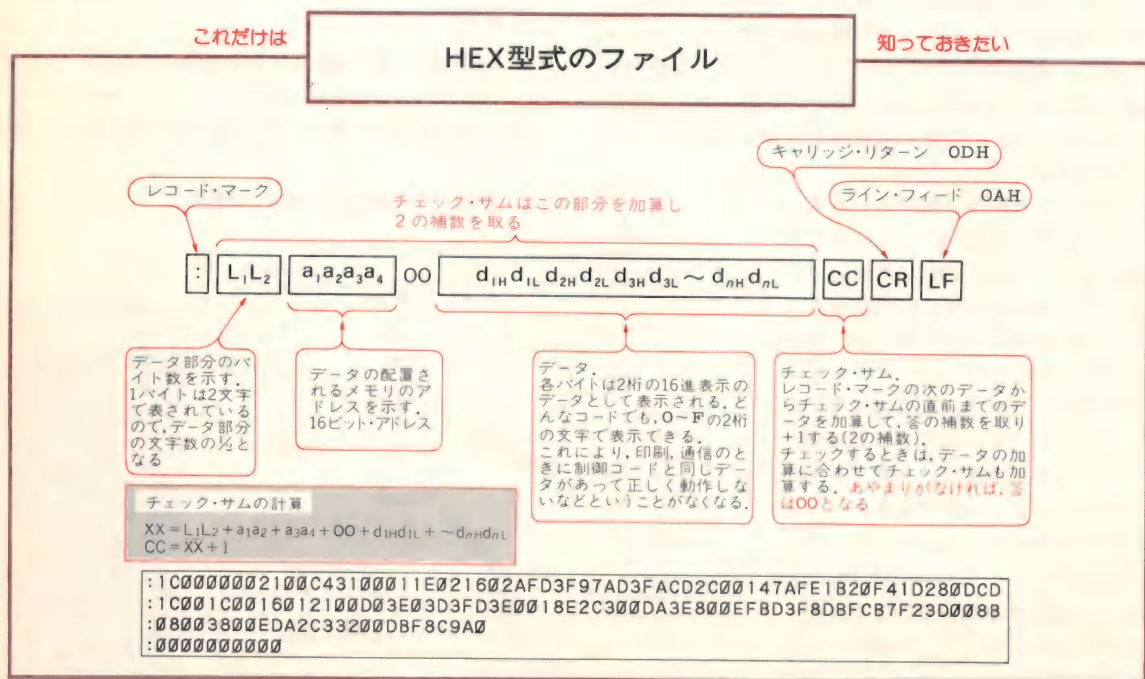 これだけは
HEX型式のファイル
知っておきたい
キャリッジ・リターン ODH
レコード・マーク
ライン・フィード OAH
チェック・サムはこの部分を加算し
2の補数を取る
: L₁L₂ a₁a₂a₃a₄ OO d₁Hd₁L d₂Hd₂L d₃Hd₃L ~ dnHdnL CC CR LF
データ部分のバ
イト数を示す.
1バイトは2文字
で表されている
ので,データ部分
の文字数の½と
なる
データの配置さ
れるメモリのア
ドレスを示す.
16ビット・アドレス
データ.
各バイトは2桁の16進表示の
データとして表示される.ど
んなコードでも,O~Fの2桁
の文字で表示できる.
これにより,印刷,通信のと
きに制御コードと同じデー
タがあって正しく動作しな
いなどということがなくなる.
チェック・サム.
レコード・マークの次のデータか
らチェック・サムの直前までのデ
ータを加算して,答の補数を取り
+1する(2の補数).
チェックするときは,データの加
算に合わせてチェック・サムも加
算する. あやまりがなければ,答
はOOとなる
チェック・サムの計算
XX=L₁L₂+a₁a₂+a₃a₄+OO+d₁Hd₁L+~dnHdnL
CC=X̅X̅+1
:1C0000002100C43100011E021602AFD3F97AD3FACD2C00147AFE1B20F41D280DCD
:1C001C0016012100D03E03D3FD3E0018E2C300DA3E800EFBD3F8DBFCB7F23D008B
:08003800EDA2C33200DBF8C9A0
:0000000000